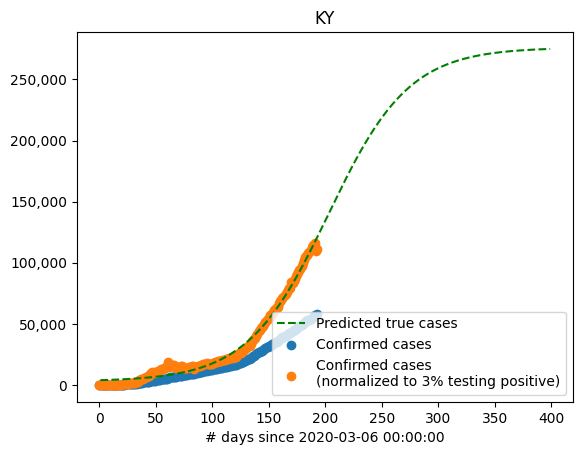 KY
250,000
200,000
150,000
100,000
50,000
0
Predicted true cases
Confirmed cases
Confirmed cases
(normalized to 3% testing positive)
0 50 100 150 200 250 300 350 400
# days since 2020-03-06 00:00:00